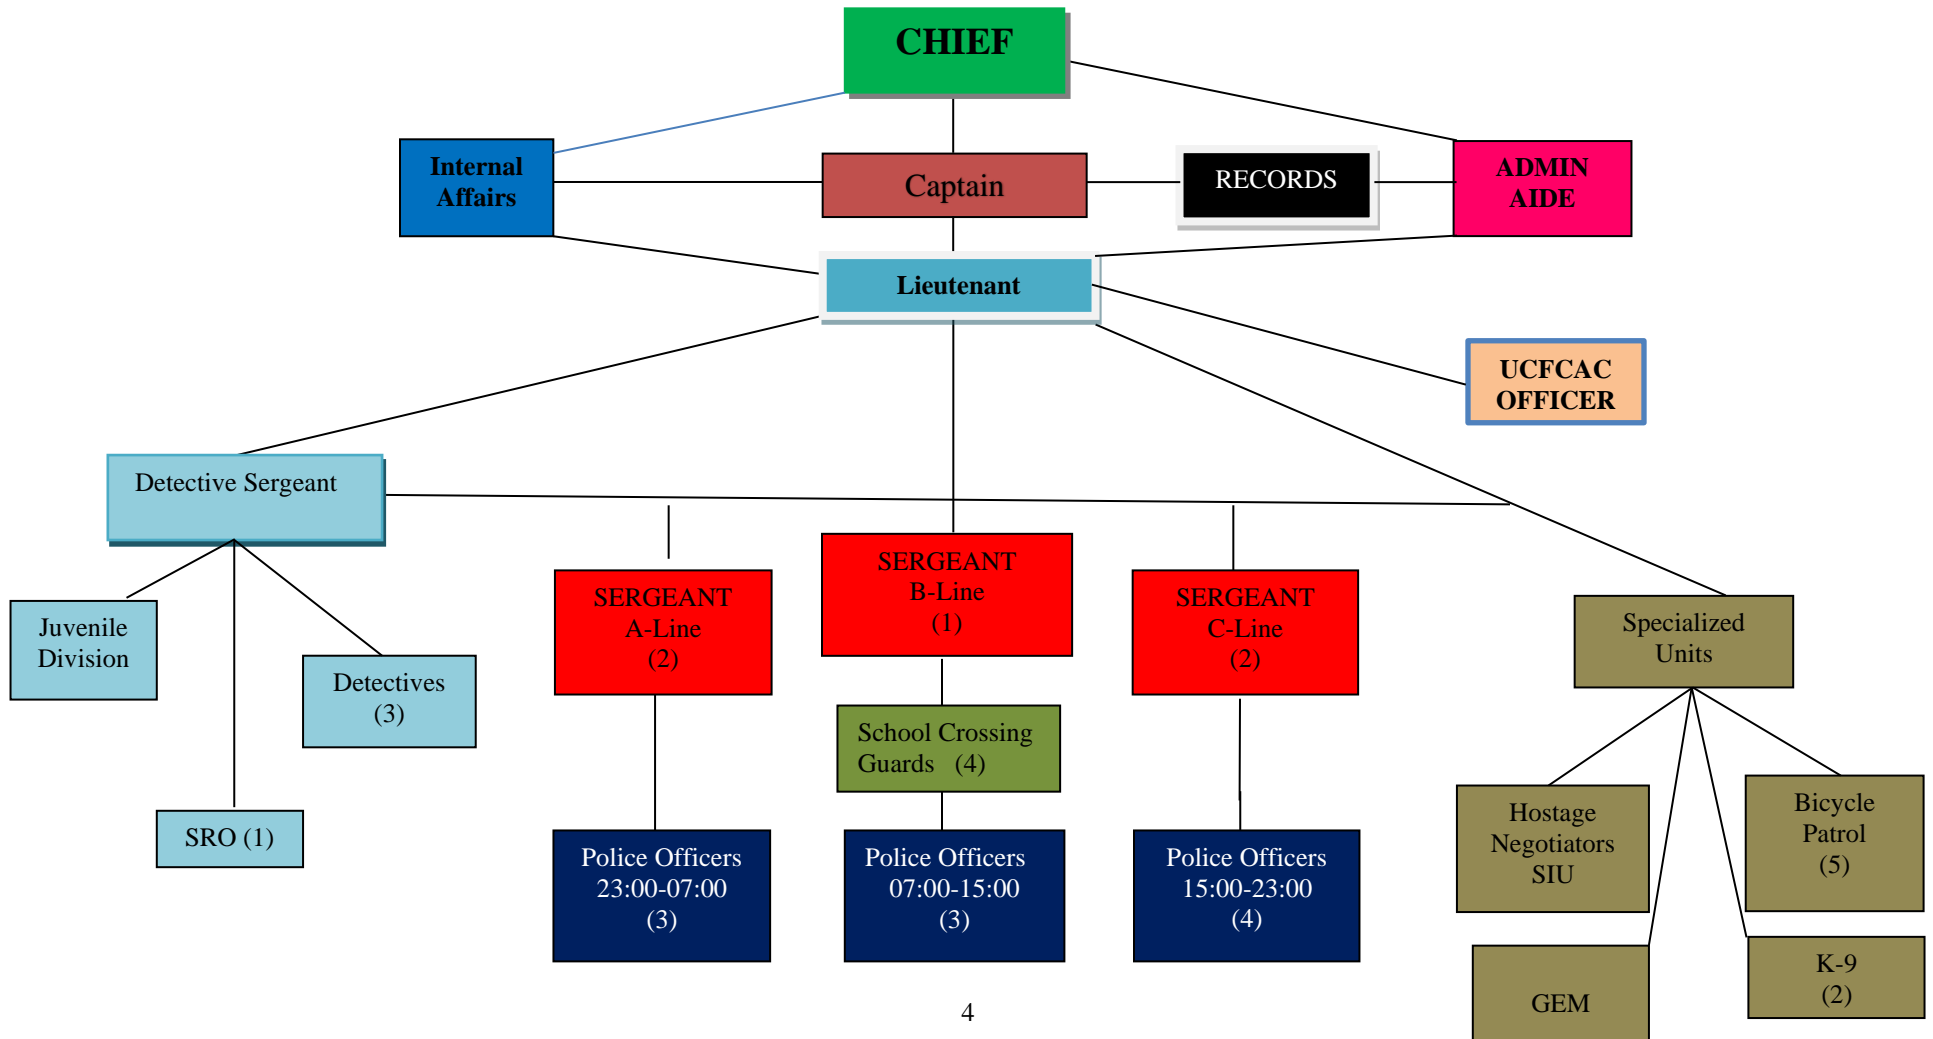 CHIEF
Internal
Affairs
Captain
RECORDS
ADMIN
AIDE
Lieutenant
UCFCAC
OFFICER
Detective Sergeant
Juvenile
Division
Detectives
(3)
SRO (1)
SERGEANT
A-Line
(2)
SERGEANT
B-Line
(1)
SERGEANT
C-Line
(2)
School Crossing
Guards (4)
Police Officers
23:00-07:00
(3)
Police Officers
07:00-15:00
(3)
Police Officers
15:00-23:00
(4)
Specialized
Units
Hostage
Negotiators
SIU
Bicycle
Patrol
(5)
GEM
K-9
(2)
4